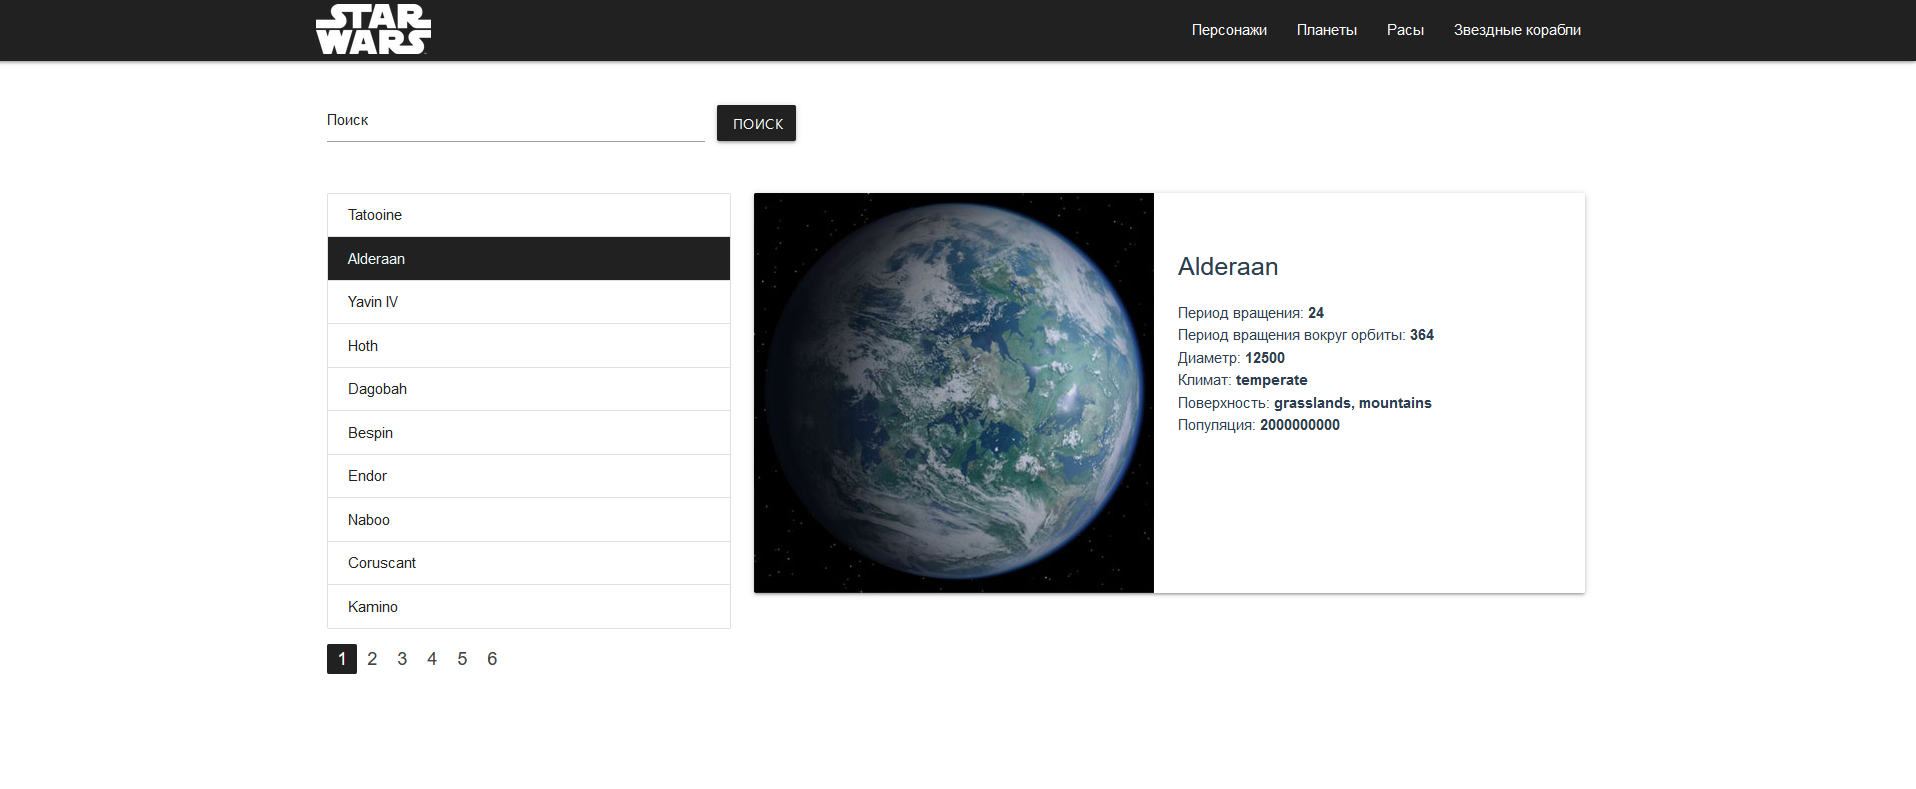 STAR
WARS
Персонажи Планеты Расы Звездные корабли
Поиск
ПОИСК
Tatooine
Alderaan
Yavin IV
Hoth
Dagobah
Bespin
Endor
Naboo
Coruscant
Kamino
1 2 3 4 5 6
Alderaan
Период вращения: 24
Период вращения вокруг орбиты: 364
Диаметр: 12500
Климат: temperate
Поверхность: grasslands, mountains
Популяция: 2000000000